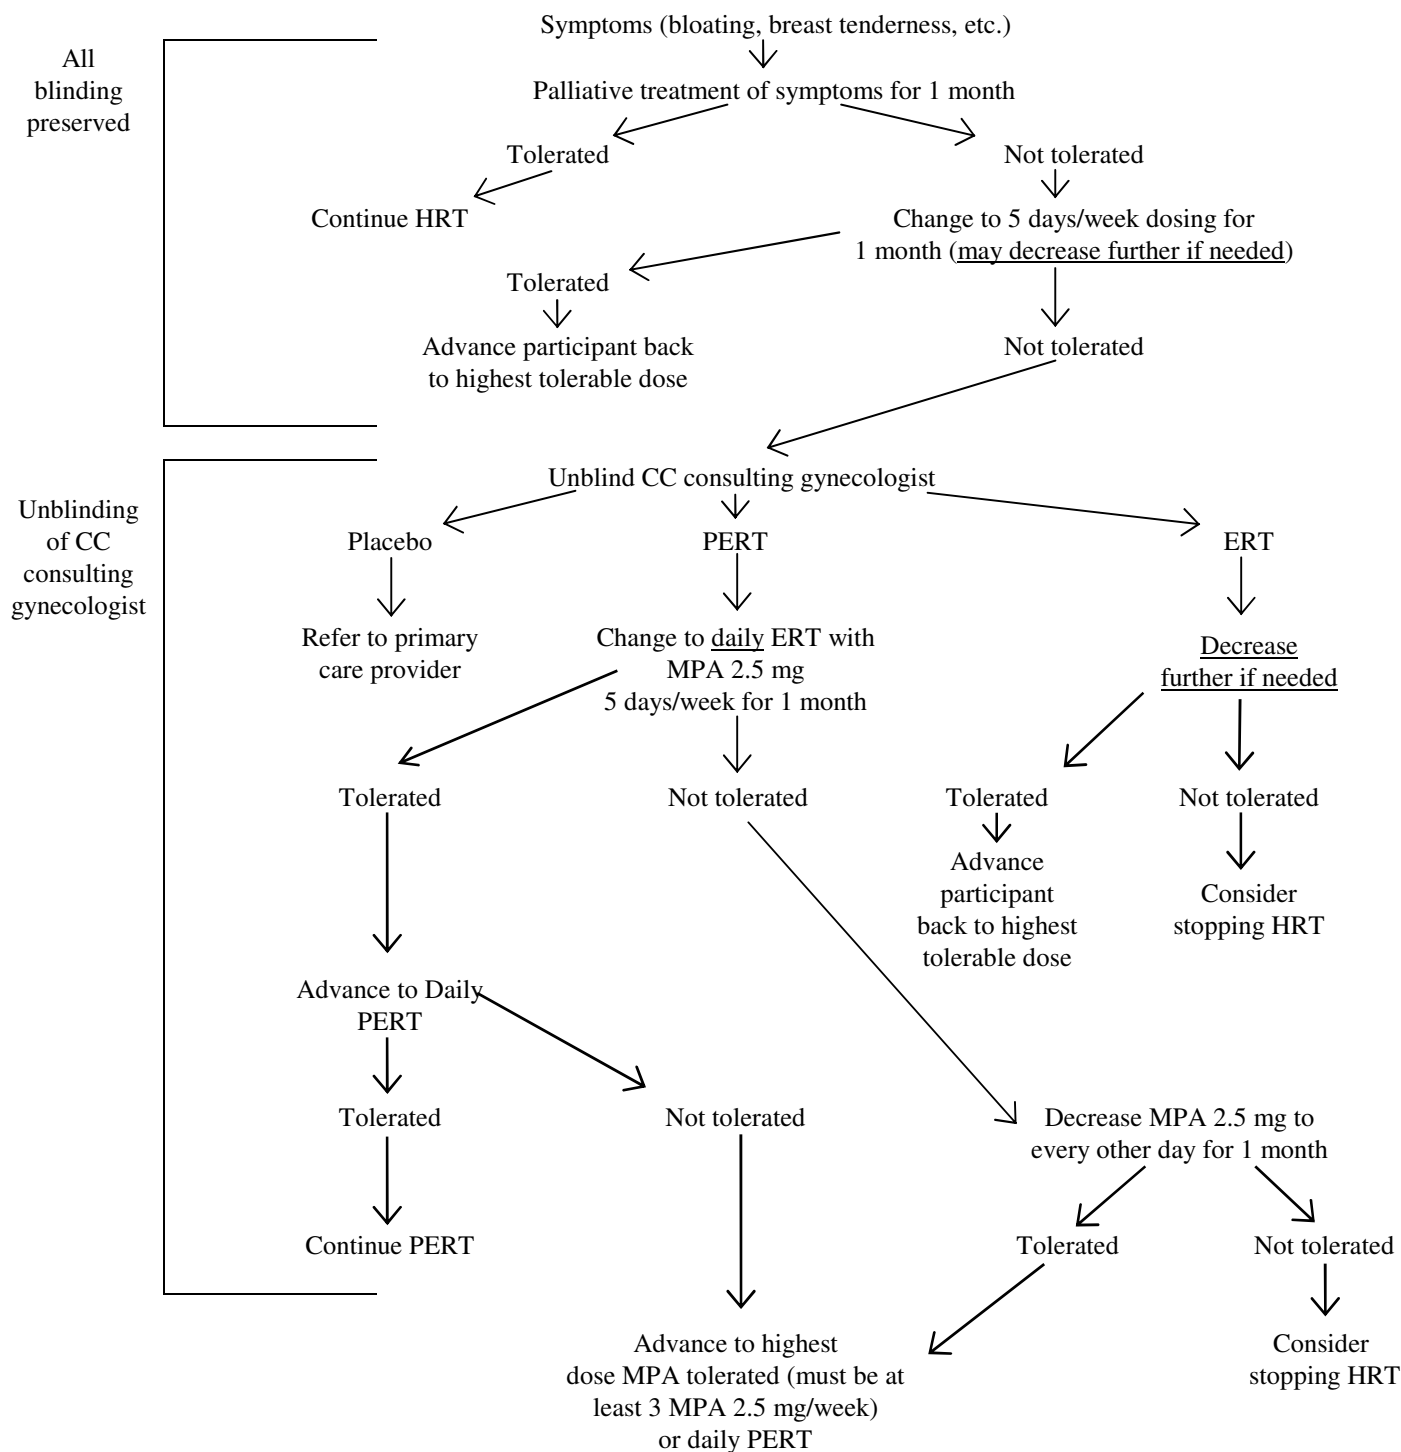 Symptoms (bloating, breast tenderness, etc.)
All
blinding
preserved
Palliative treatment of symptoms for 1 month
Tolerated
Not tolerated
Continue HRT
Change to 5 days/week dosing for
1 month (may decrease further if needed)
Tolerated
Advance participant back
to highest tolerable dose
Not tolerated
Unblinding
of CC
consulting
gynecologist
Unblind CC consulting gynecologist
Placebo
PERT
ERT
Refer to primary
care provider
Change to daily ERT with
MPA 2.5 mg
5 days/week for 1 month
Decrease
further if needed
Tolerated
Not tolerated
Tolerated
Not tolerated
Advance
participant
back to highest
tolerable dose
Consider
stopping HRT
Advance to Daily
PERT
Tolerated
Not tolerated
Decrease MPA 2.5 mg to
every other day for 1 month
Continue PERT
Tolerated
Not tolerated
Advance to highest
dose MPA tolerated (must be at
least 3 MPA 2.5 mg/week)
or daily PERT
Consider
stopping HRT